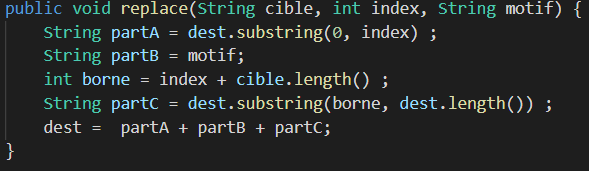 public void replace(String cible, int index, String motif) {
    String partA = dest.substring(0, index) ;
    String partB = motif;
    int borne = index + cible.length() ;
    String partC = dest.substring(borne, dest.length()) ;
    dest =  partA + partB + partC;
}